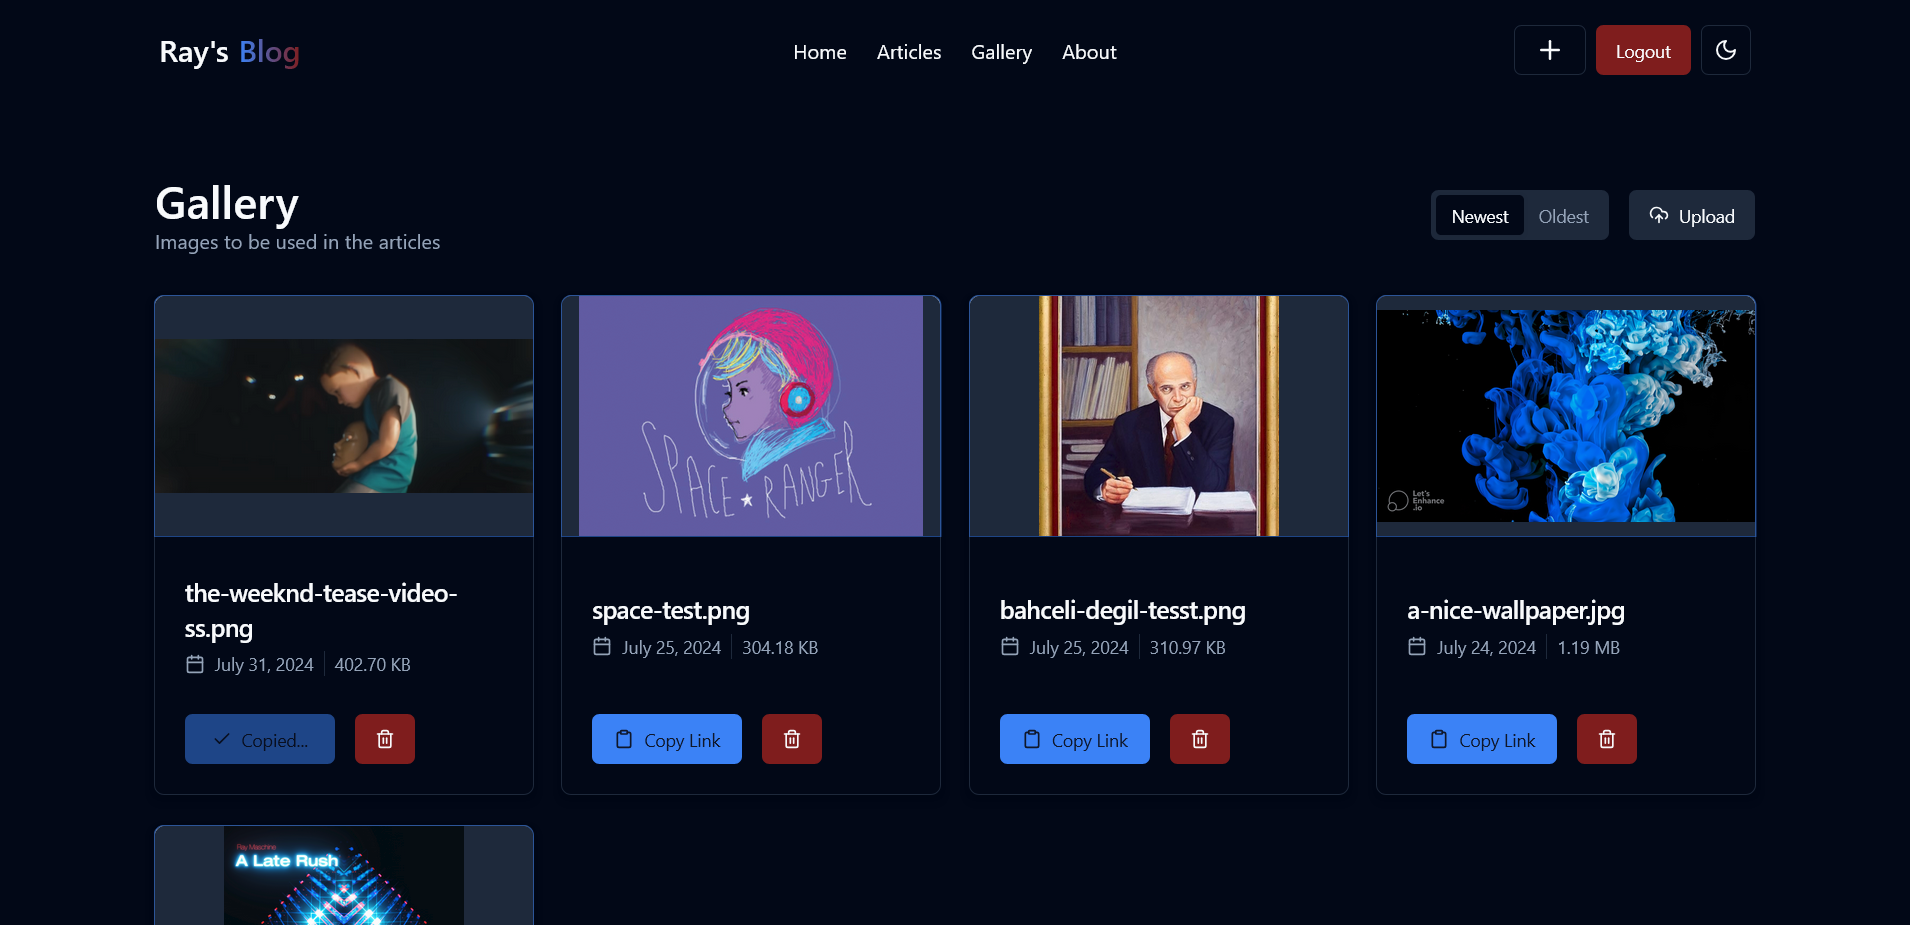 Ray's Blog
Home
Articles
Gallery
About
Logout
Gallery
Images to be used in the articles
Newest
Oldest
Upload
SPACE★RANGER
Let's
Enhance
.io
the-weeknd-tease-video-
ss.png
July 31, 2024
402.70 KB
Copied...
space-test.png
July 25, 2024
304.18 KB
Copy Link
bahceli-degil-tesst.png
July 25, 2024
310.97 KB
Copy Link
a-nice-wallpaper.jpg
July 24, 2024
1.19 MB
Copy Link
Ray Maschine
A Late Rush